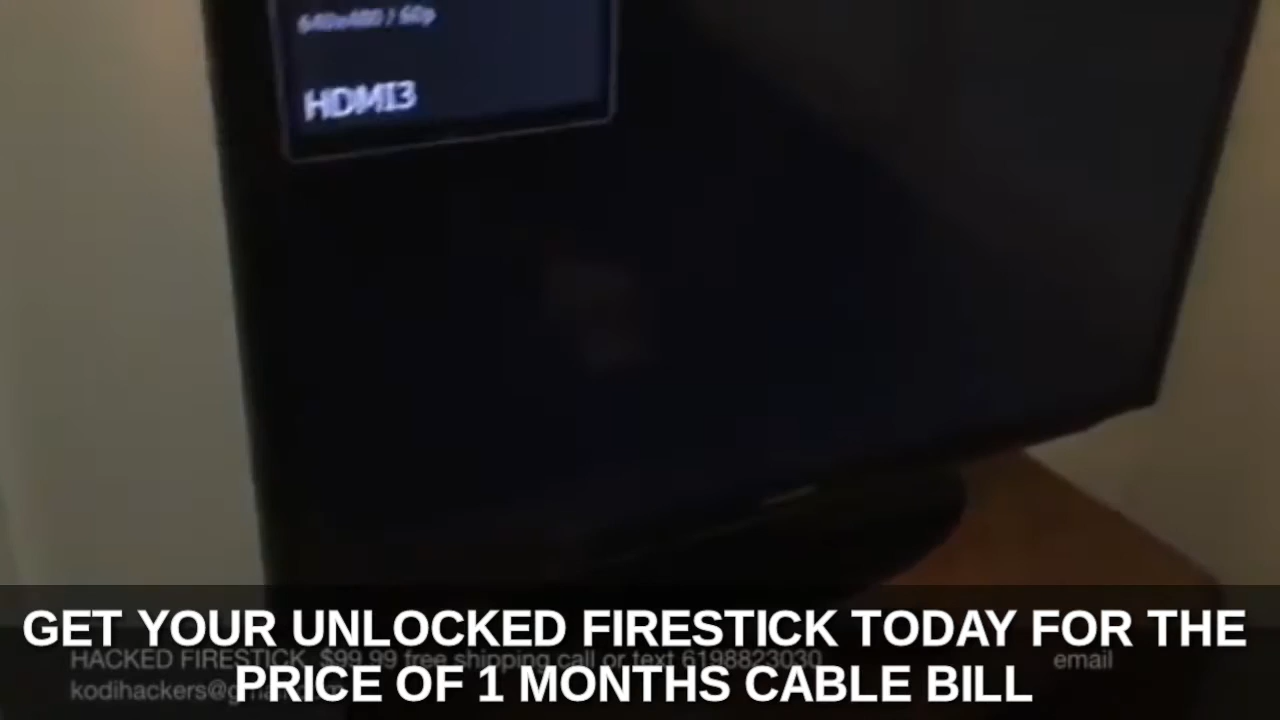 640x480 / 60p
HDMI3
GET YOUR UNLOCKED FIRESTICK TODAY FOR THE
PRICE OF 1 MONTHS CABLE BILL
HACKED FIRESTICK $99.99 free shipping call or text 6198823030 email